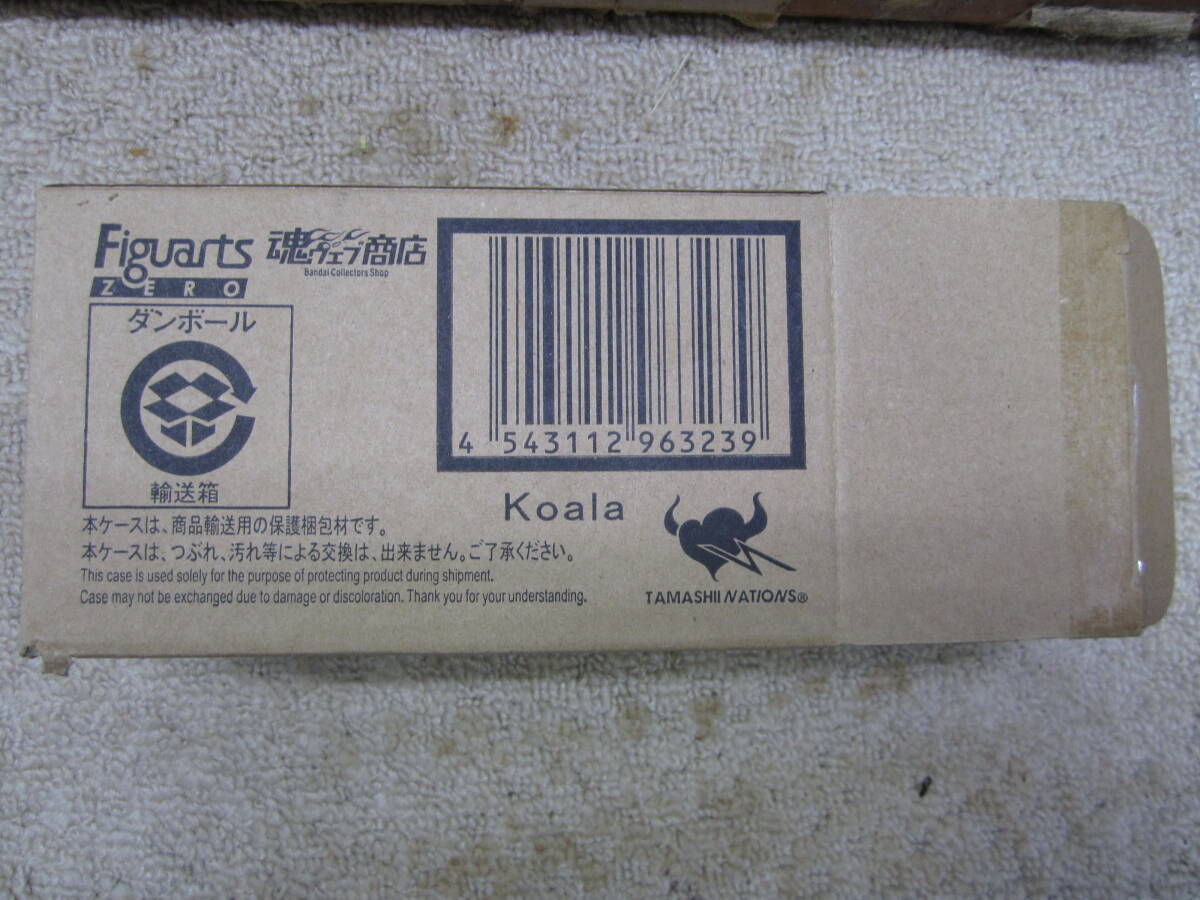 Figuarts
ZERO
魂ウェブ商店
Bandai Collectors Shop
ダンボール
輸送箱
4 543112 963239
Koala
本ケースは、商品輸送用の保護梱包材です。
本ケースは、つぶれ、汚れ等による交換は、出来ません。ご了承ください。
This case is used solely for the purpose of protecting product during shipment.
Case may not be exchanged due to damage or discoloration. Thank you for your understanding.
TAMASHII NATIONS®